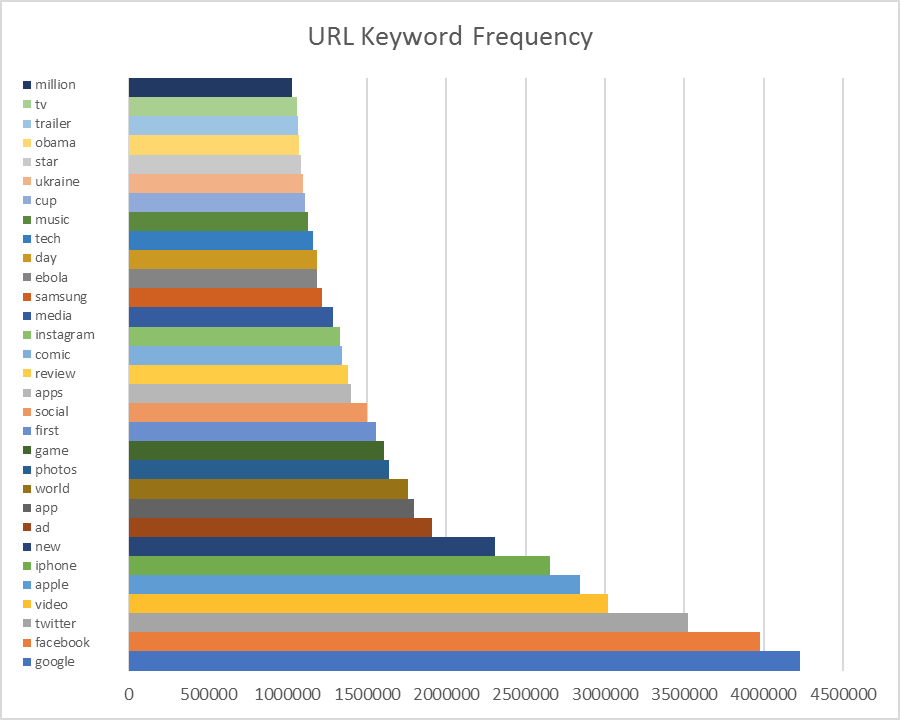 URL Keyword Frequency
million
tv
trailer
obama
star
ukraine
cup
music
tech
day
ebola
samsung
media
instagram
comic
review
apps
social
first
game
photos
world
app
ad
new
iphone
apple
video
twitter
facebook
google
0 500000 1000000 1500000 2000000 2500000 3000000 3500000 4000000 4500000